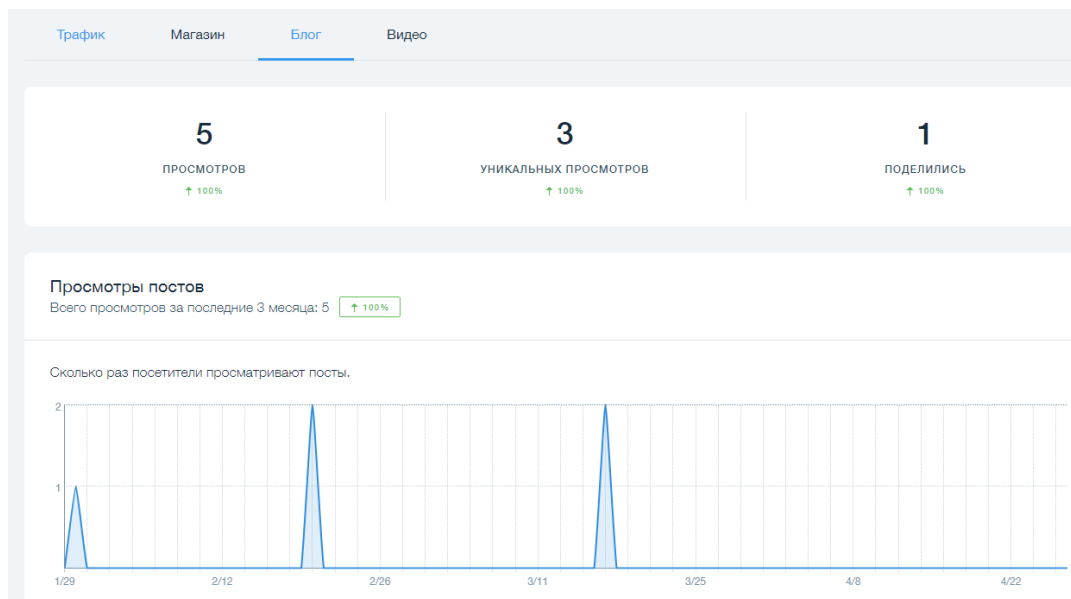 Трафик Магазин Блог Видео
5 3 1
ПРОСМОТРОВ УНИКАЛЬНЫХ ПРОСМОТРОВ ПОДЕЛИЛИСЬ
↑ 100% ↑ 100% ↑ 100%
Просмотры постов
Всего просмотров за последние 3 месяца: 5 ↑ 100%
Сколько раз посетители просматривают посты.
2
1
1/29 2/12 2/26 3/11 3/25 4/8 4/22